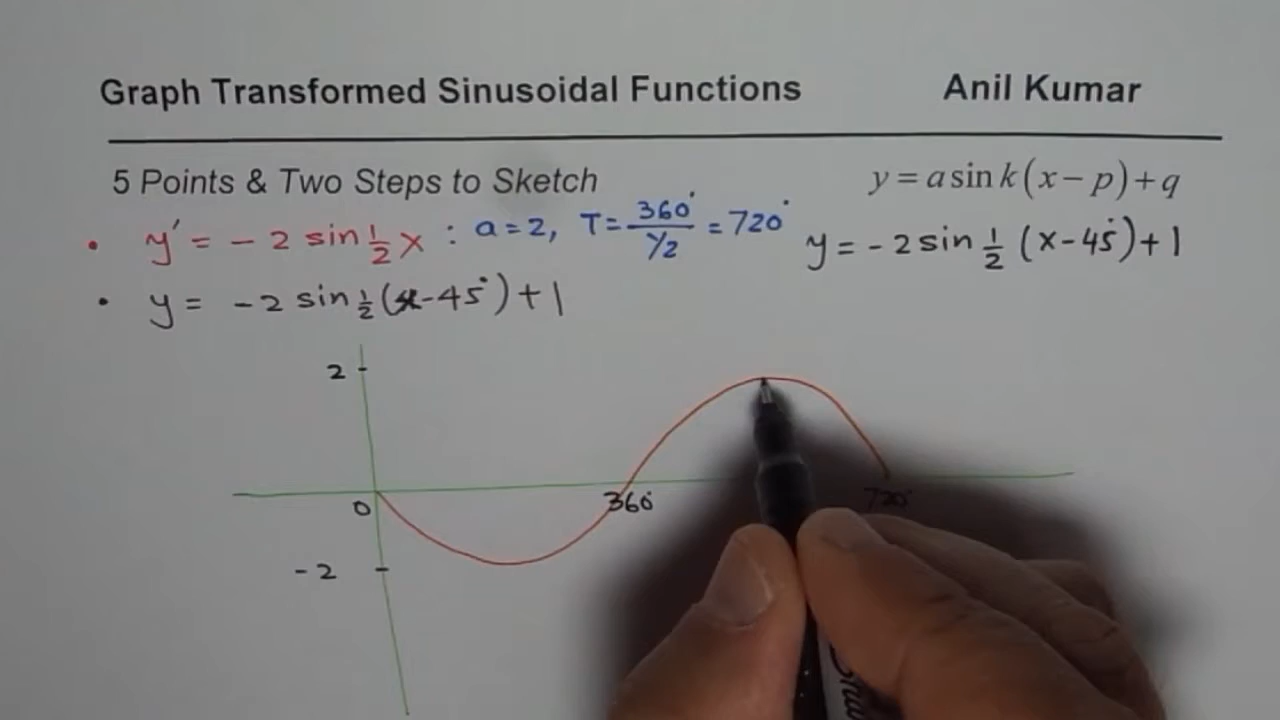 Graph Transformed Sinusoidal Functions Anil Kumar
5 Points & Two Steps to Sketch y = a sin k(x − p) + q
• y' = −2 sin 1/2 x : a = 2, T = 360°/1/2 = 720° y = −2 sin 1/2 (x − 45°) + 1
• y = −2 sin 1/2 (x − 45°) + 1
2
0 360° 720°
−2